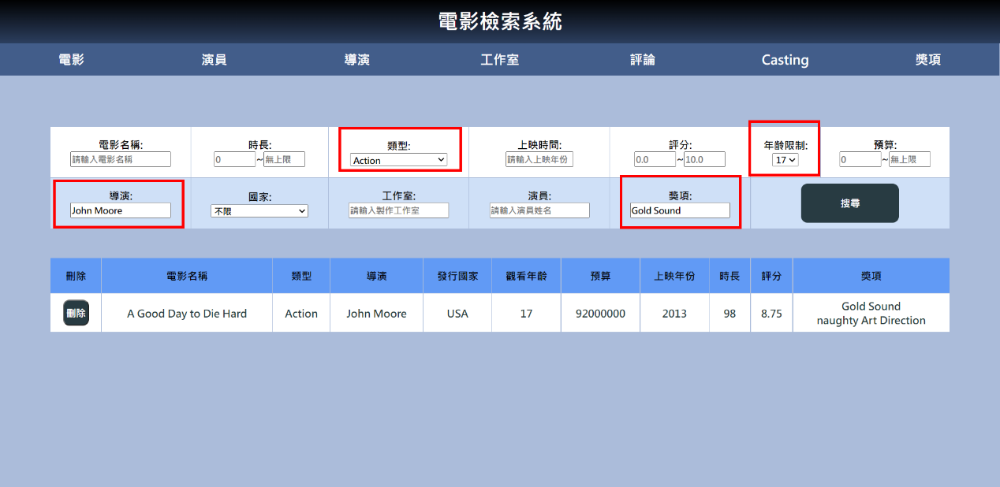 電影檢索系統
電影 演員 導演 工作室 評論 Casting 獎項
電影名稱: 時長: 類型: 上映時間: 評分: 年齡限制: 預算:
請輸入電影名稱 0 ~ 無上限 Action 請輸入上映年份 0.0 ~ 10.0 17 0 ~ 無上限
導演: 國家: 工作室: 演員: 獎項:
John Moore 不限 請輸入製作工作室 請輸入演員姓名 Gold Sound 搜尋
刪除 電影名稱 類型 導演 發行國家 觀看年齡 預算 上映年份 時長 評分 獎項
刪除 A Good Day to Die Hard Action John Moore USA 17 92000000 2013 98 8.75 Gold Sound
naughty Art Direction